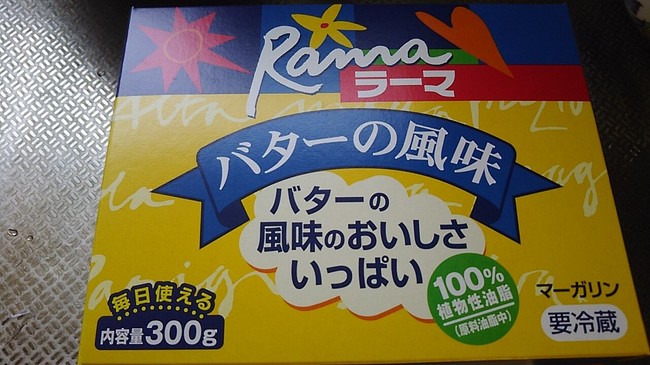 Rama
ラーマ
バターの風味
バターの
風味のおいしさ
いっぱい
100%
植物性油脂
(原料油脂中)
毎日使える
内容量300g
マーガリン
要冷蔵